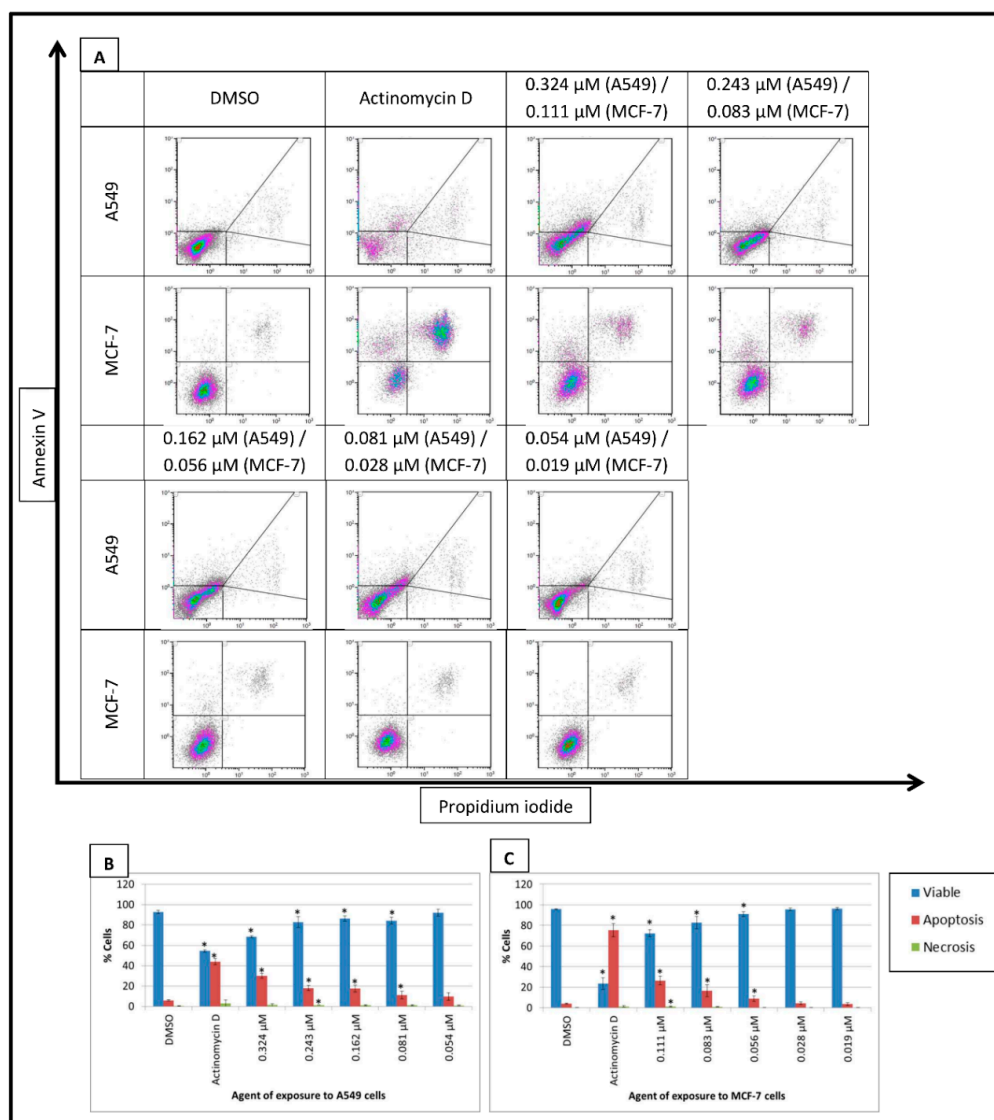 A
DMSO
Actinomycin D
0.324 µM (A549) /
0.111 µM (MCF-7)
0.243 µM (A549) /
0.083 µM (MCF-7)
A549
MCF-7
0.162 µM (A549) /
0.056 µM (MCF-7)
0.081 µM (A549) /
0.028 µM (MCF-7)
0.054 µM (A549) /
0.019 µM (MCF-7)
A549
MCF-7
Annexin V
Propidium iodide
B
120
100
80
60
40
20
0
% Cells
* * * * * * * * * * *
DMSO
Actinomycin D
0.324 µM
0.243 µM
0.162 µM
0.081 µM
0.054 µM
Agent of exposure to A549 cells
C
120
100
80
60
40
20
0
% Cells
* * * * * * * * *
DMSO
Actinomycin D
0.111 µM
0.083 µM
0.056 µM
0.028 µM
0.019 µM
Agent of exposure to MCF-7 cells
Viable
Apoptosis
Necrosis